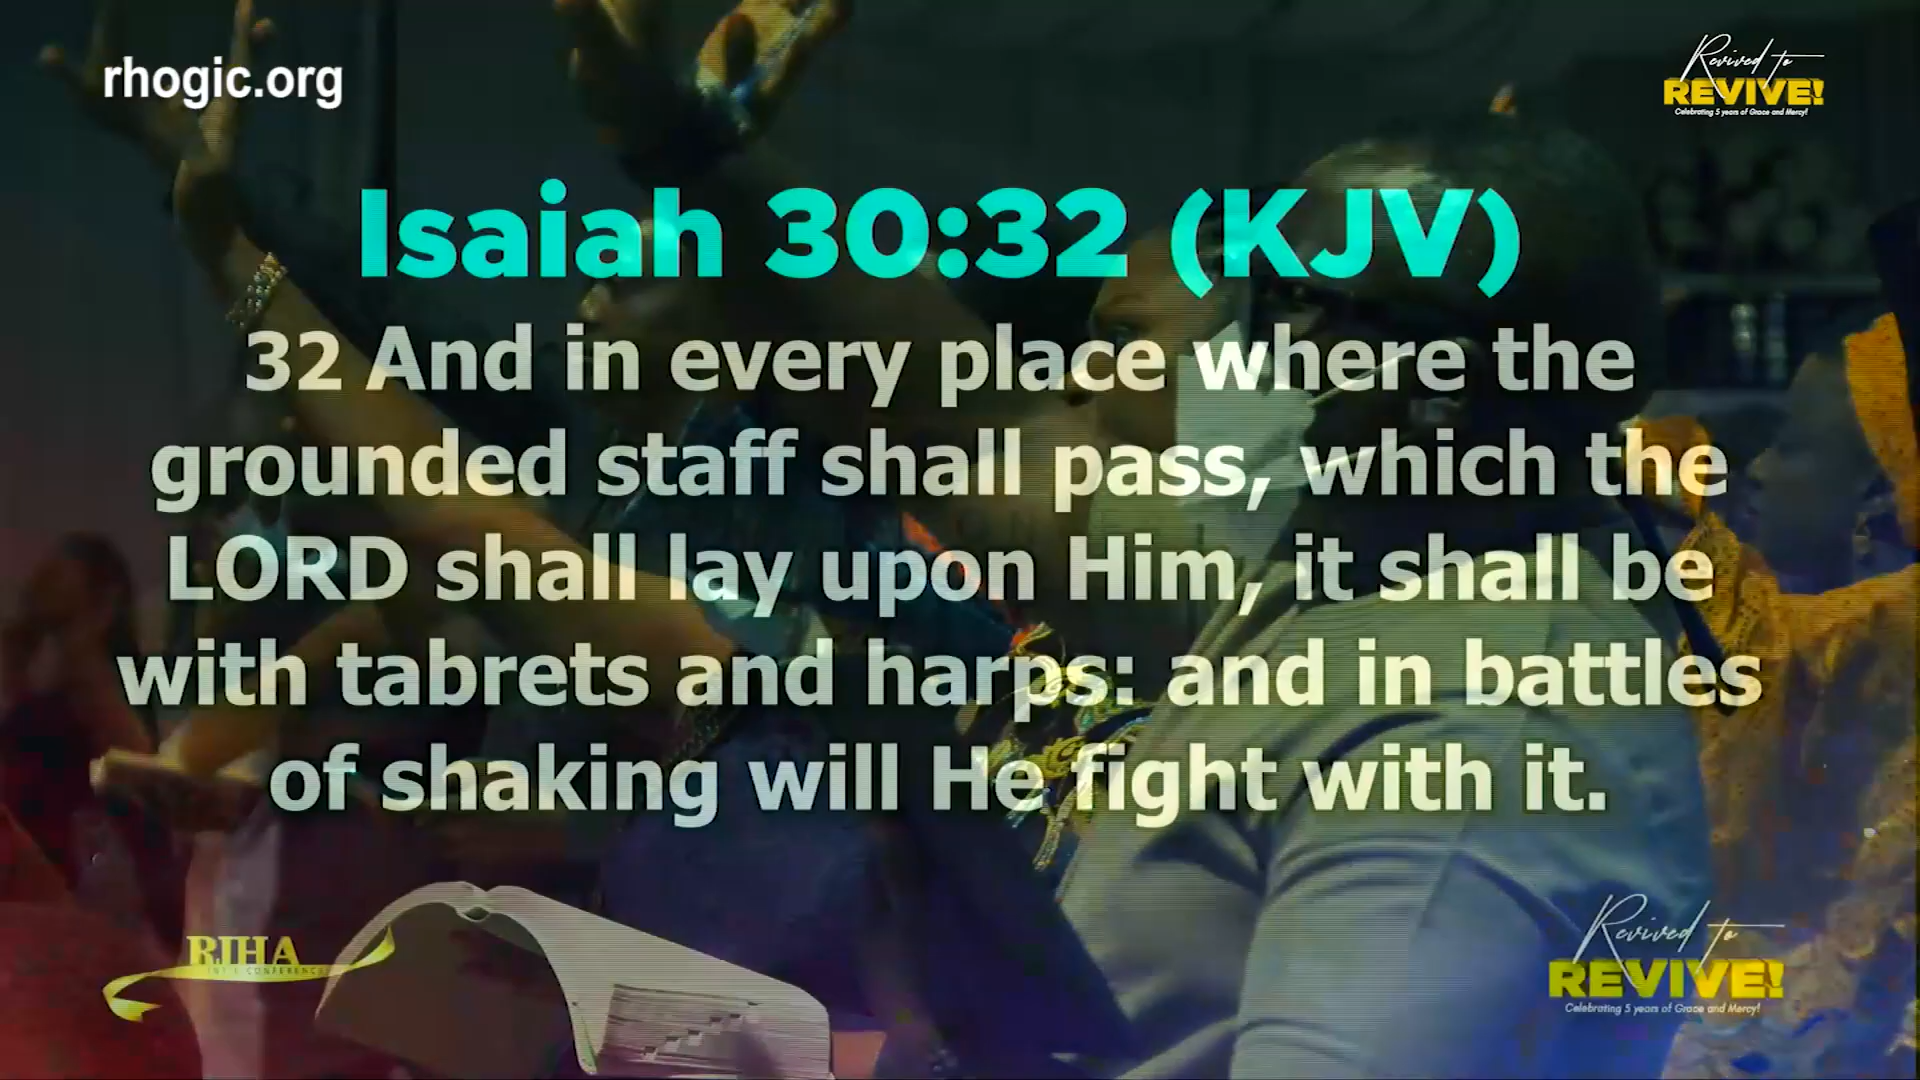 rhogic.org
Revived to
REVIVE!
Celebrating 5 years of Grace and Mercy!
Isaiah 30:32 (KJV)
32 And in every place where the
grounded staff shall pass, which the
LORD shall lay upon Him, it shall be
with tabrets and harps: and in battles
of shaking will He fight with it.
RIHA
INT'L CONFERENCE
Revived to
REVIVE!
Celebrating 5 years of Grace and Mercy!